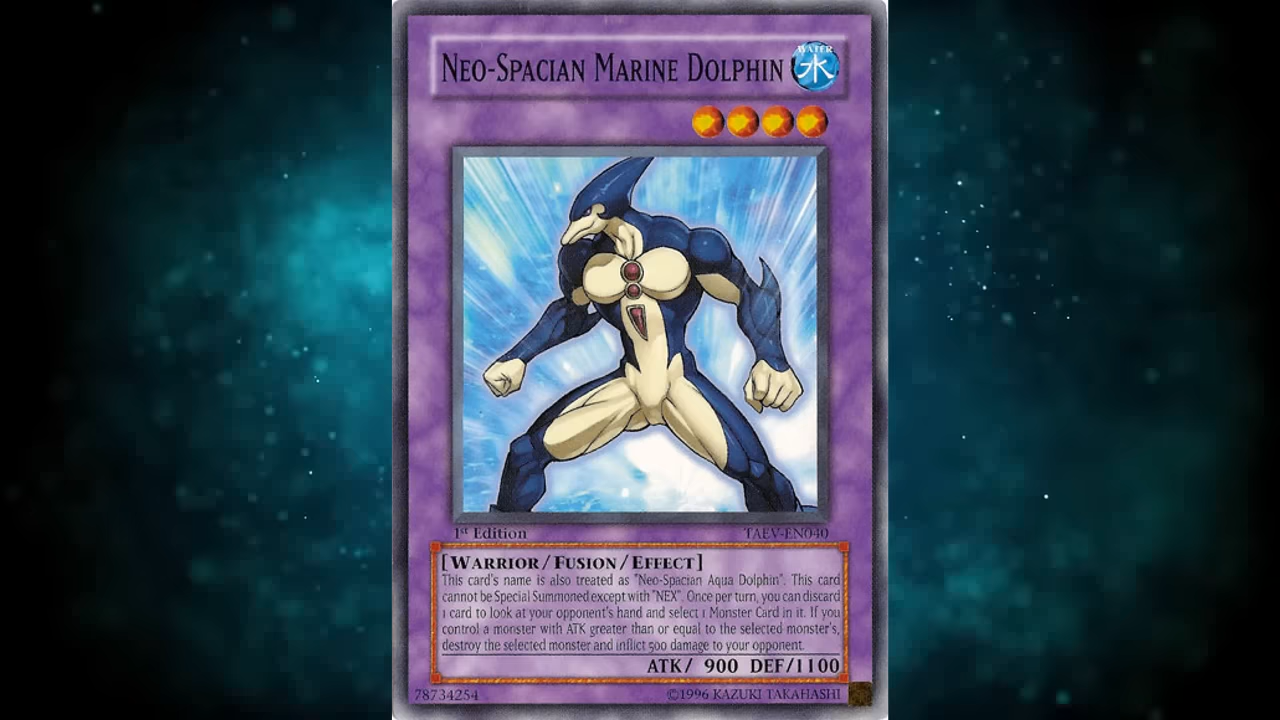 NEO-SPACIAN MARINE DOLPHIN
WATER
水
1st Edition
TAEV-EN040
[WARRIOR/FUSION/EFFECT]
This card's name is also treated as "Neo-Spacian Aqua Dolphin". This card
cannot be Special Summoned except with "NEX". Once per turn, you can discard
1 card to look at your opponent's hand and select 1 Monster Card in it. If you
control a monster with ATK greater than or equal to the selected monster's,
destroy the selected monster and inflict 500 damage to your opponent.
ATK/ 900 DEF/1100
78734254
©1996 KAZUKI TAKAHASHI